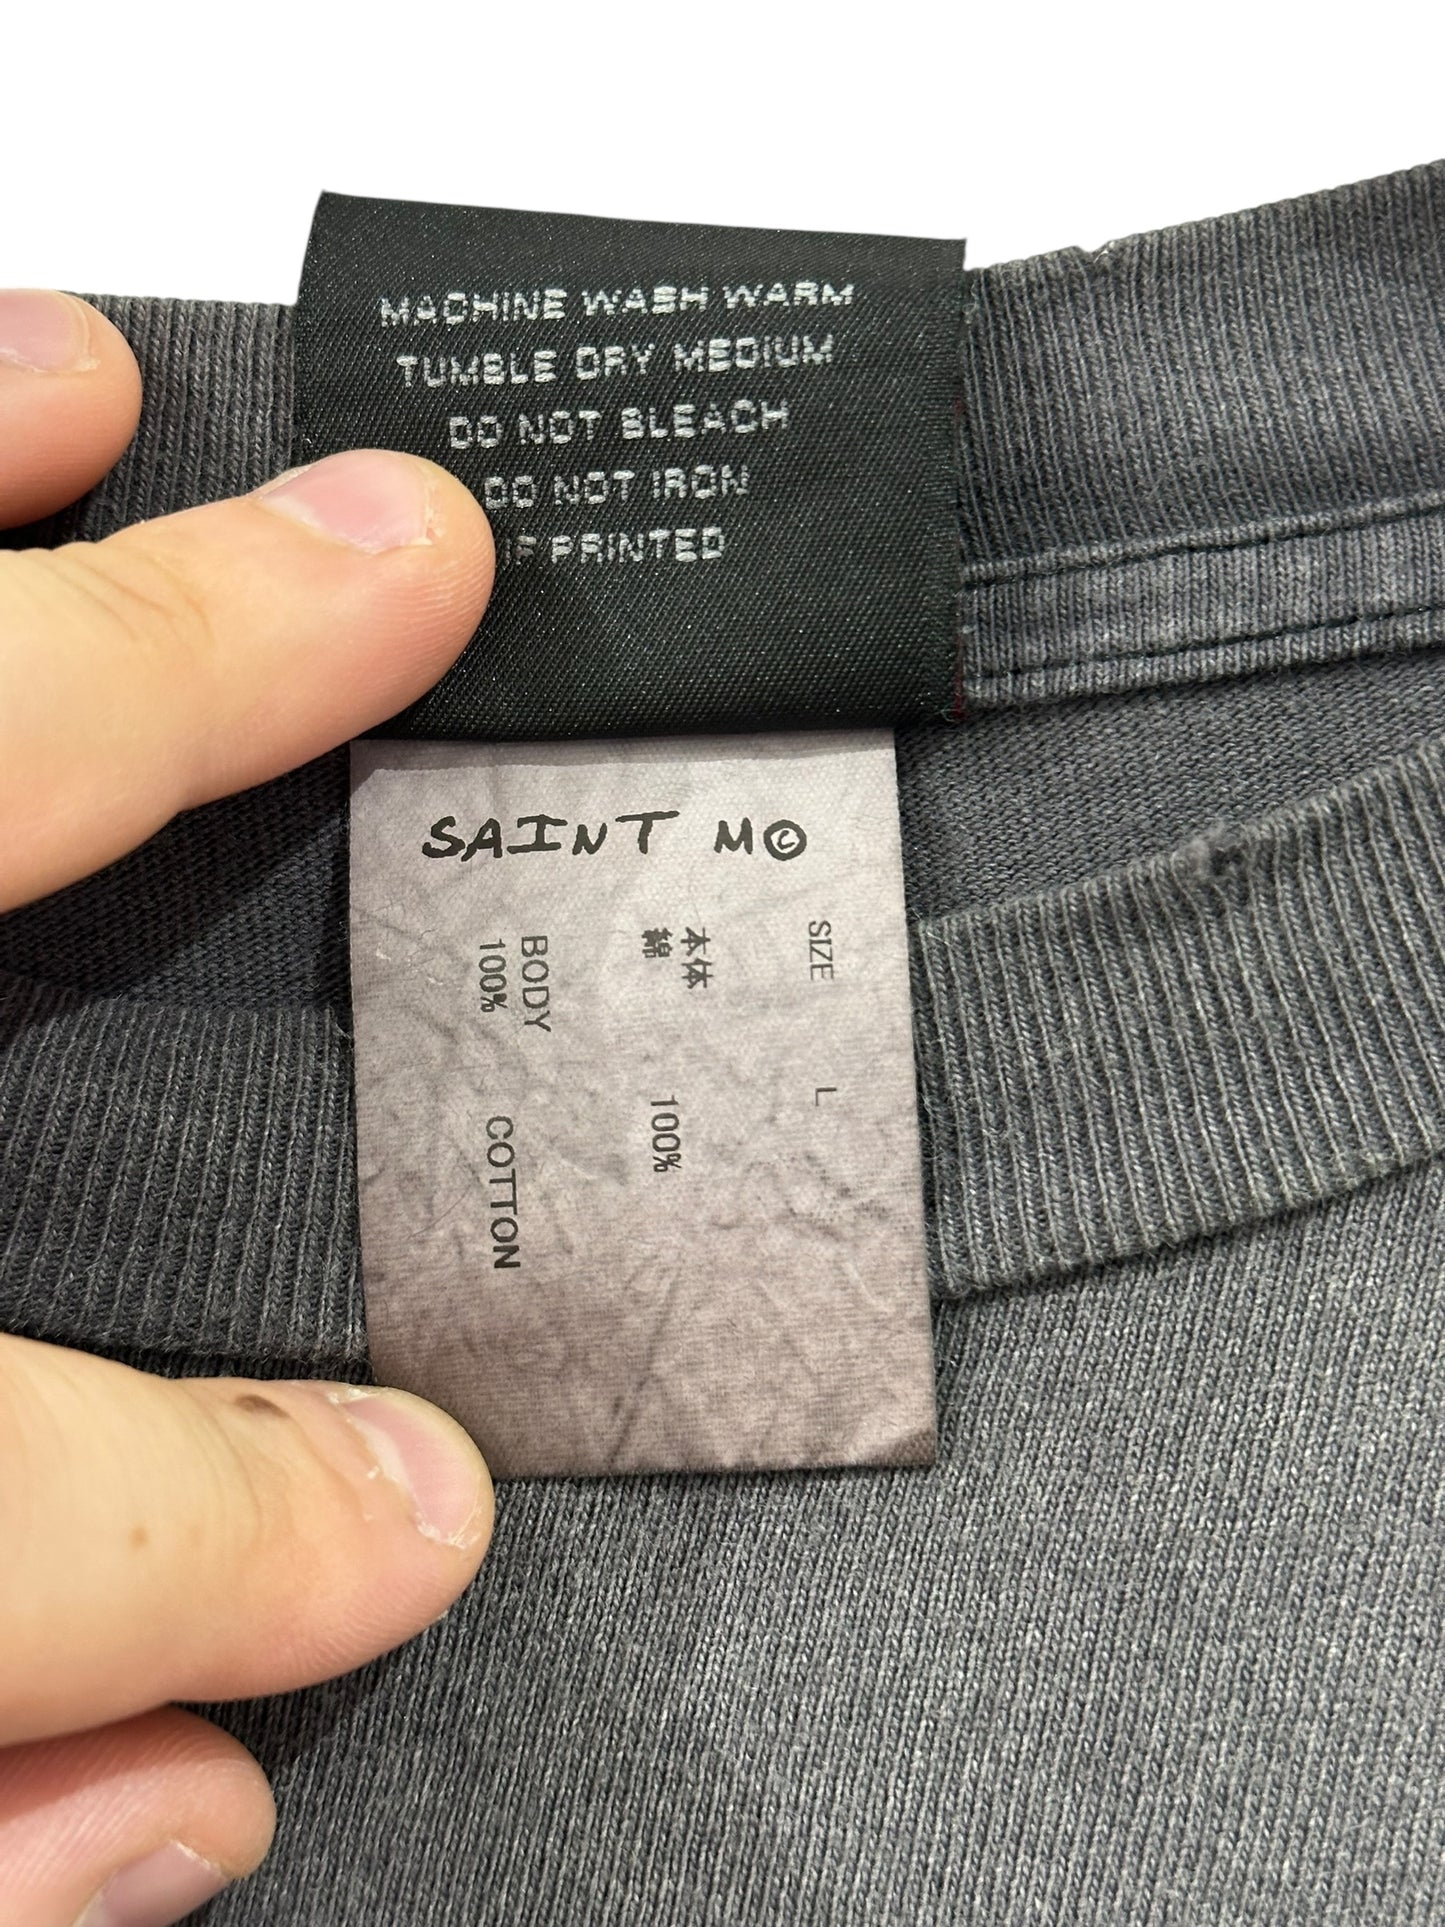 MACHINE WASH WARM
TUMBLE DRY MEDIUM
DO NOT BLEACH
DO NOT IRON
IF PRINTED
SAINT M©
SIZE L
本体
綿 100%
BODY
100% COTTON